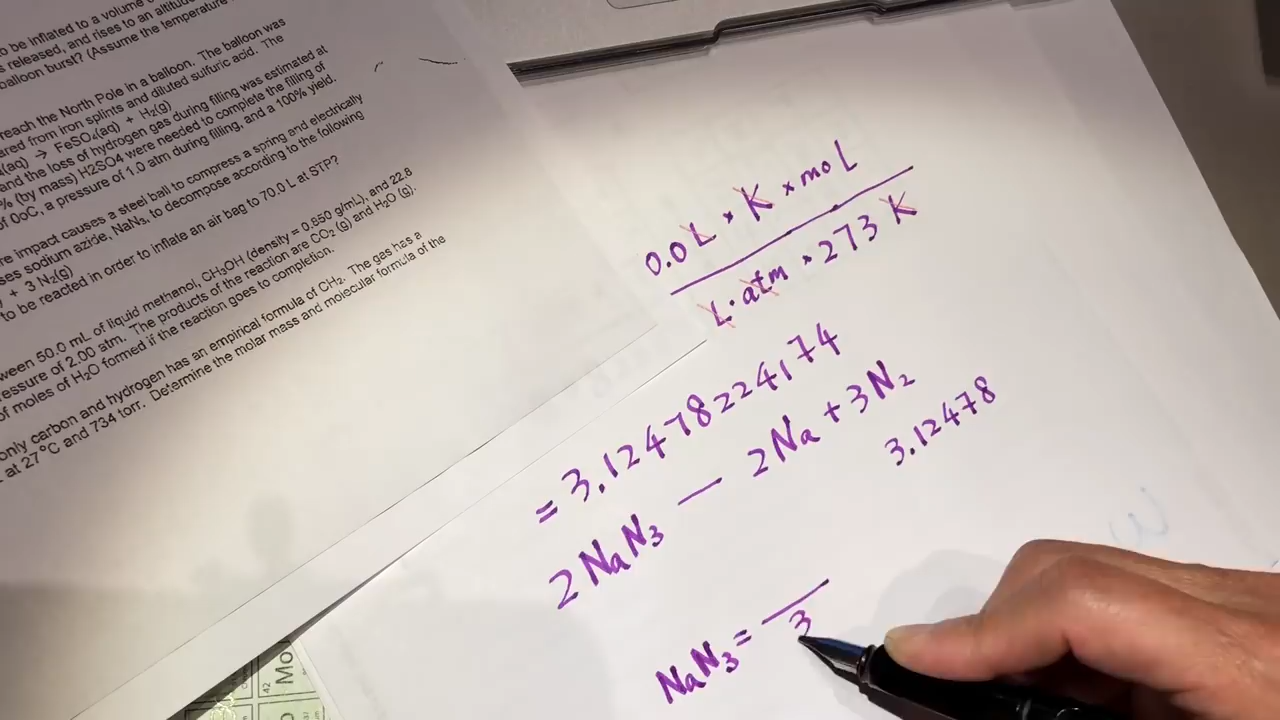 o be inflated to a volume
s released, and rises to an altitude
balloon burst? (Assume the temperature
reach the North Pole in a balloon. The balloon was
ared from iron splints and diluted sulfuric acid. The
(aq) → FeSO4(aq) + H2(g)
and the loss of hydrogen gas during filling was estimated at
% (by mass) H2SO4 were needed to complete the filling of
of 0oC, a pressure of 1.0 atm during filling, and a 100% yield.
re impact causes a steel ball to compress a spring and electrically
ses sodium azide, NaN3, to decompose according to the following
+ 3 N2(g)
to be reacted in order to inflate an air bag to 70.0 L at STP?
ween 50.0 mL of liquid methanol, CH3OH (density = 0.850 g/mL), and 22.8
essure of 2.00 atm. The products of the reaction are CO2 (g) and H2O (g).
of moles of H2O formed if the reaction goes to completion.
only carbon and hydrogen has an empirical formula of CH2. The gas has a
L at 27°C and 734 torr. Determine the molar mass and molecular formula of the
0.0L × K × moL
L·atm × 273 K
= 3.12478224174
2NaN3 — 2Na + 3N2
3.12478
NaN3 = — 3
42
Mo